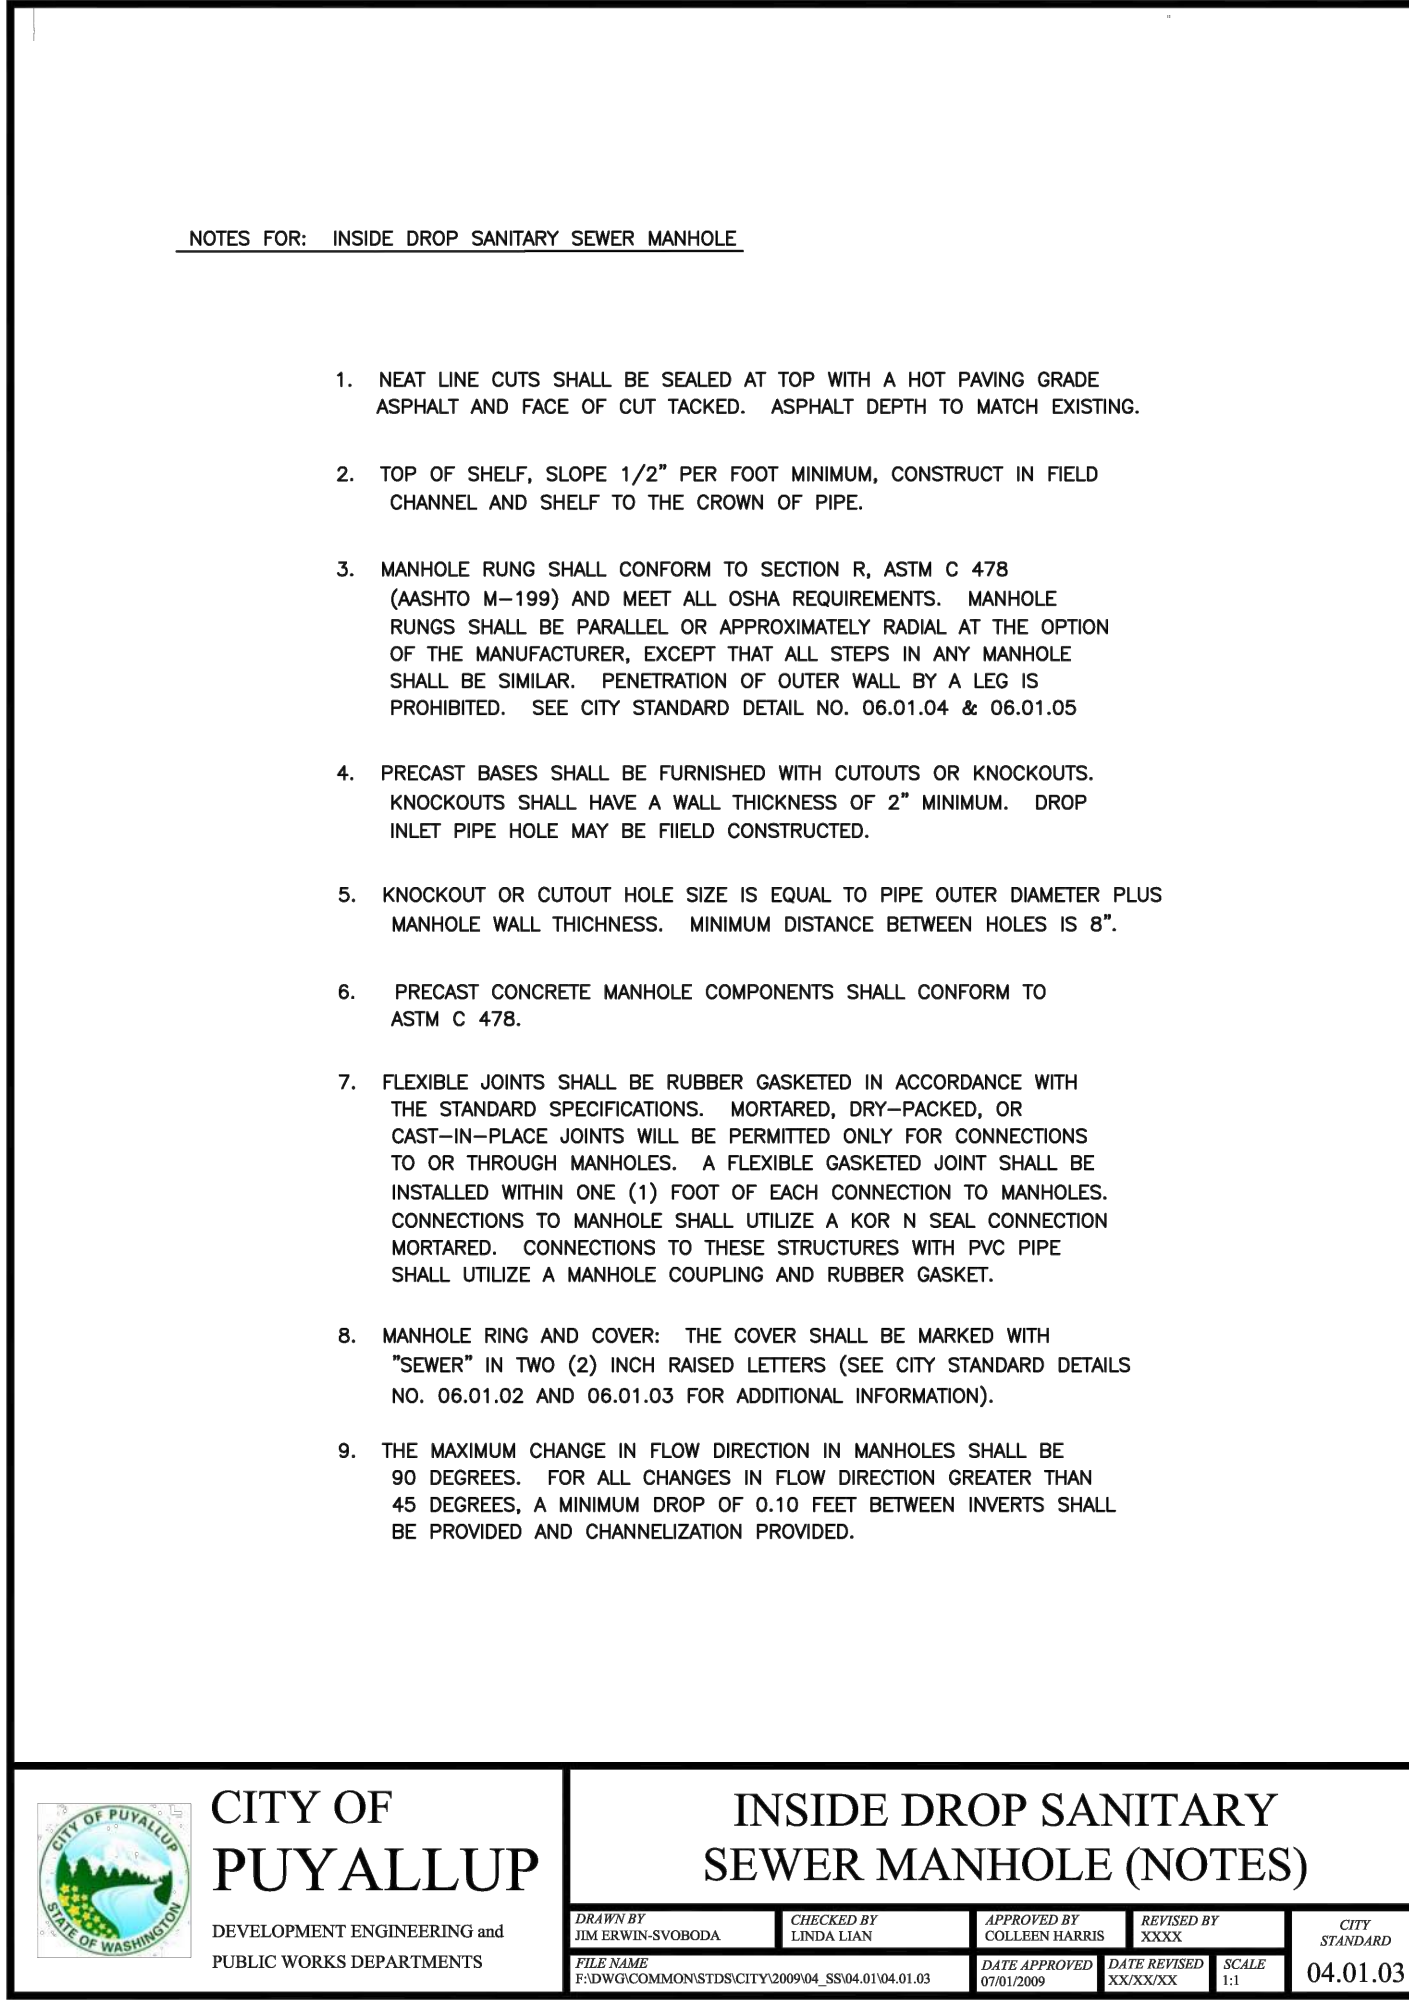 NOTES FOR: INSIDE DROP SANITARY SEWER MANHOLE
1. NEAT LINE CUTS SHALL BE SEALED AT TOP WITH A HOT PAVING GRADE
ASPHALT AND FACE OF CUT TACKED. ASPHALT DEPTH TO MATCH EXISTING.
2. TOP OF SHELF, SLOPE 1/2" PER FOOT MINIMUM, CONSTRUCT IN FIELD
CHANNEL AND SHELF TO THE CROWN OF PIPE.
3. MANHOLE RUNG SHALL CONFORM TO SECTION R, ASTM C 478
(AASHTO M-199) AND MEET ALL OSHA REQUIREMENTS. MANHOLE
RUNGS SHALL BE PARALLEL OR APPROXIMATELY RADIAL AT THE OPTION
OF THE MANUFACTURER, EXCEPT THAT ALL STEPS IN ANY MANHOLE
SHALL BE SIMILAR. PENETRATION OF OUTER WALL BY A LEG IS
PROHIBITED. SEE CITY STANDARD DETAIL NO. 06.01.04 & 06.01.05
4. PRECAST BASES SHALL BE FURNISHED WITH CUTOUTS OR KNOCKOUTS.
KNOCKOUTS SHALL HAVE A WALL THICKNESS OF 2" MINIMUM. DROP
INLET PIPE HOLE MAY BE FIIELD CONSTRUCTED.
5. KNOCKOUT OR CUTOUT HOLE SIZE IS EQUAL TO PIPE OUTER DIAMETER PLUS
MANHOLE WALL THICHNESS. MINIMUM DISTANCE BETWEEN HOLES IS 8".
6. PRECAST CONCRETE MANHOLE COMPONENTS SHALL CONFORM TO
ASTM C 478.
7. FLEXIBLE JOINTS SHALL BE RUBBER GASKETED IN ACCORDANCE WITH
THE STANDARD SPECIFICATIONS. MORTARED, DRY-PACKED, OR
CAST-IN-PLACE JOINTS WILL BE PERMITTED ONLY FOR CONNECTIONS
TO OR THROUGH MANHOLES. A FLEXIBLE GASKETED JOINT SHALL BE
INSTALLED WITHIN ONE (1) FOOT OF EACH CONNECTION TO MANHOLES.
CONNECTIONS TO MANHOLE SHALL UTILIZE A KOR N SEAL CONNECTION
MORTARED. CONNECTIONS TO THESE STRUCTURES WITH PVC PIPE
SHALL UTILIZE A MANHOLE COUPLING AND RUBBER GASKET.
8. MANHOLE RING AND COVER: THE COVER SHALL BE MARKED WITH
"SEWER" IN TWO (2) INCH RAISED LETTERS (SEE CITY STANDARD DETAILS
NO. 06.01.02 AND 06.01.03 FOR ADDITIONAL INFORMATION).
9. THE MAXIMUM CHANGE IN FLOW DIRECTION IN MANHOLES SHALL BE
90 DEGREES. FOR ALL CHANGES IN FLOW DIRECTION GREATER THAN
45 DEGREES, A MINIMUM DROP OF 0.10 FEET BETWEEN INVERTS SHALL
BE PROVIDED AND CHANNELIZATION PROVIDED.
CITY OF PUYALLUP
STATE OF WASHINGTON
CITY OF
PUYALLUP
DEVELOPMENT ENGINEERING and
PUBLIC WORKS DEPARTMENTS
INSIDE DROP SANITARY
SEWER MANHOLE (NOTES)
DRAWN BY
JIM ERWIN-SVOBODA
CHECKED BY
LINDA LIAN
APPROVED BY
COLLEEN HARRIS
REVISED BY
XXXX
FILE NAME
F:\DWG\COMMON\STDS\CITY\2009\04_SS\04.01\04.01.03
DATE APPROVED
07/01/2009
DATE REVISED
XX/XX/XX
SCALE
1:1
CITY
STANDARD
04.01.03